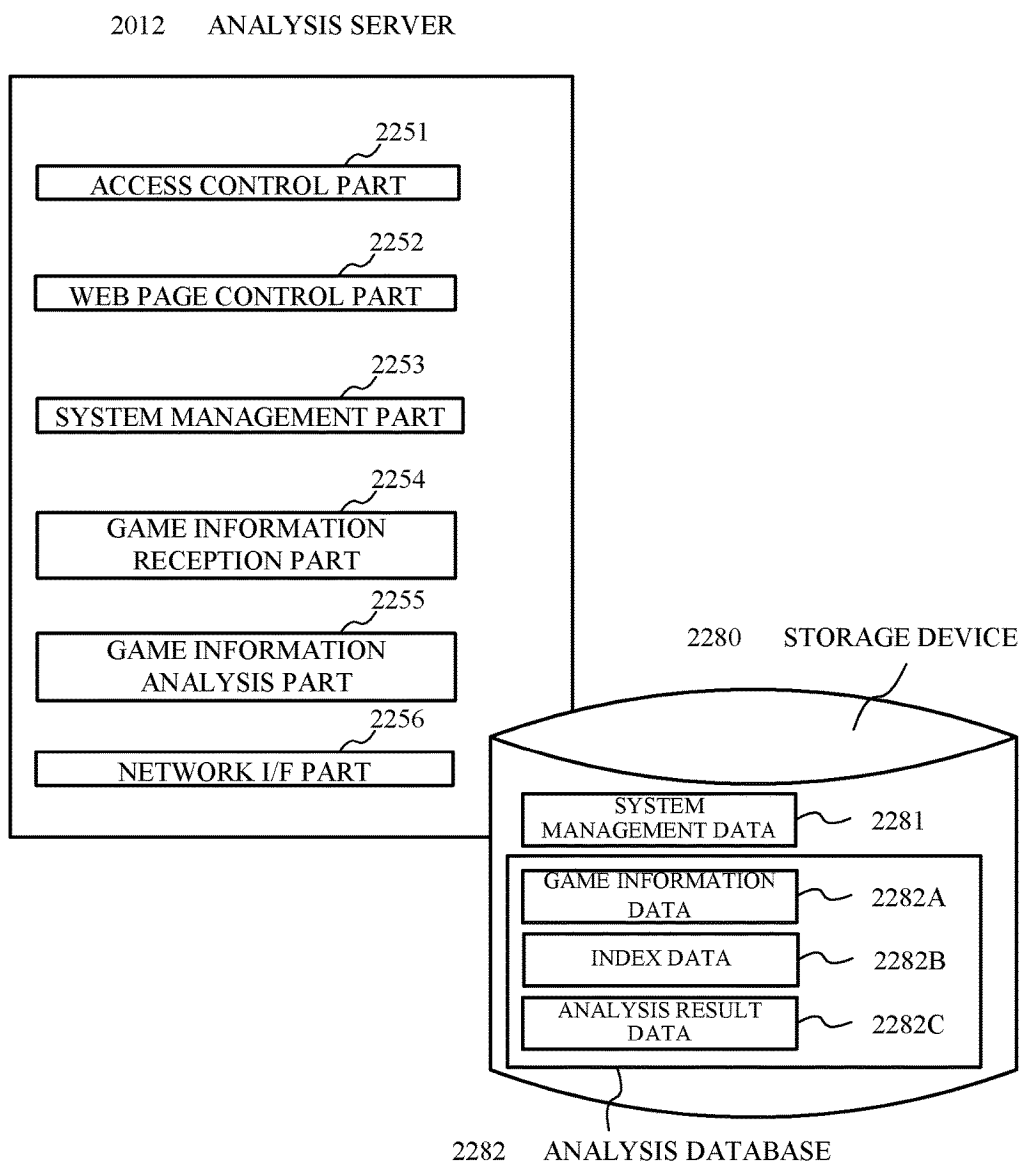 2012 ANALYSIS SERVER
2251
ACCESS CONTROL PART
2252
WEB PAGE CONTROL PART
2253
SYSTEM MANAGEMENT PART
2254
GAME INFORMATION
RECEPTION PART
2255
GAME INFORMATION
ANALYSIS PART
2256
NETWORK I/F PART
2280 STORAGE DEVICE
SYSTEM
MANAGEMENT DATA
2281
GAME INFORMATION
DATA
2282A
INDEX DATA
2282B
ANALYSIS RESULT
DATA
2282C
2282 ANALYSIS DATABASE